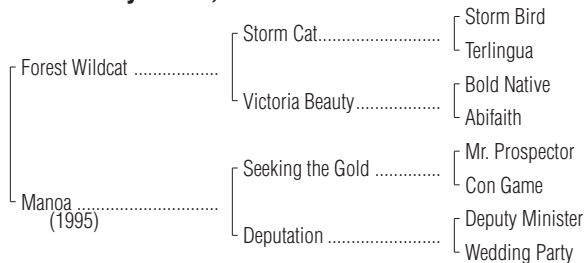 Storm Bird
Storm Cat..............................
Terlingua
Forest Wildcat ....................
Bold Native
Victoria Beauty.....................
Abifaith
Mr. Prospector
Seeking the Gold ................
Con Game
Manoa ..................................
(1995)
Deputy Minister
Deputation ...........................
Wedding Party